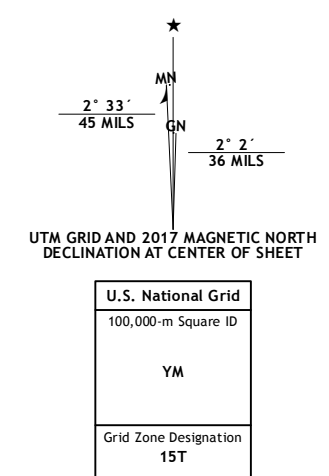 ★
MN
GN
2° 33´
45 MILS
2° 2´
36 MILS
UTM GRID AND 2017 MAGNETIC NORTH
DECLINATION AT CENTER OF SHEET
U.S. National Grid
100,000-m Square ID
YM
Grid Zone Designation
15T